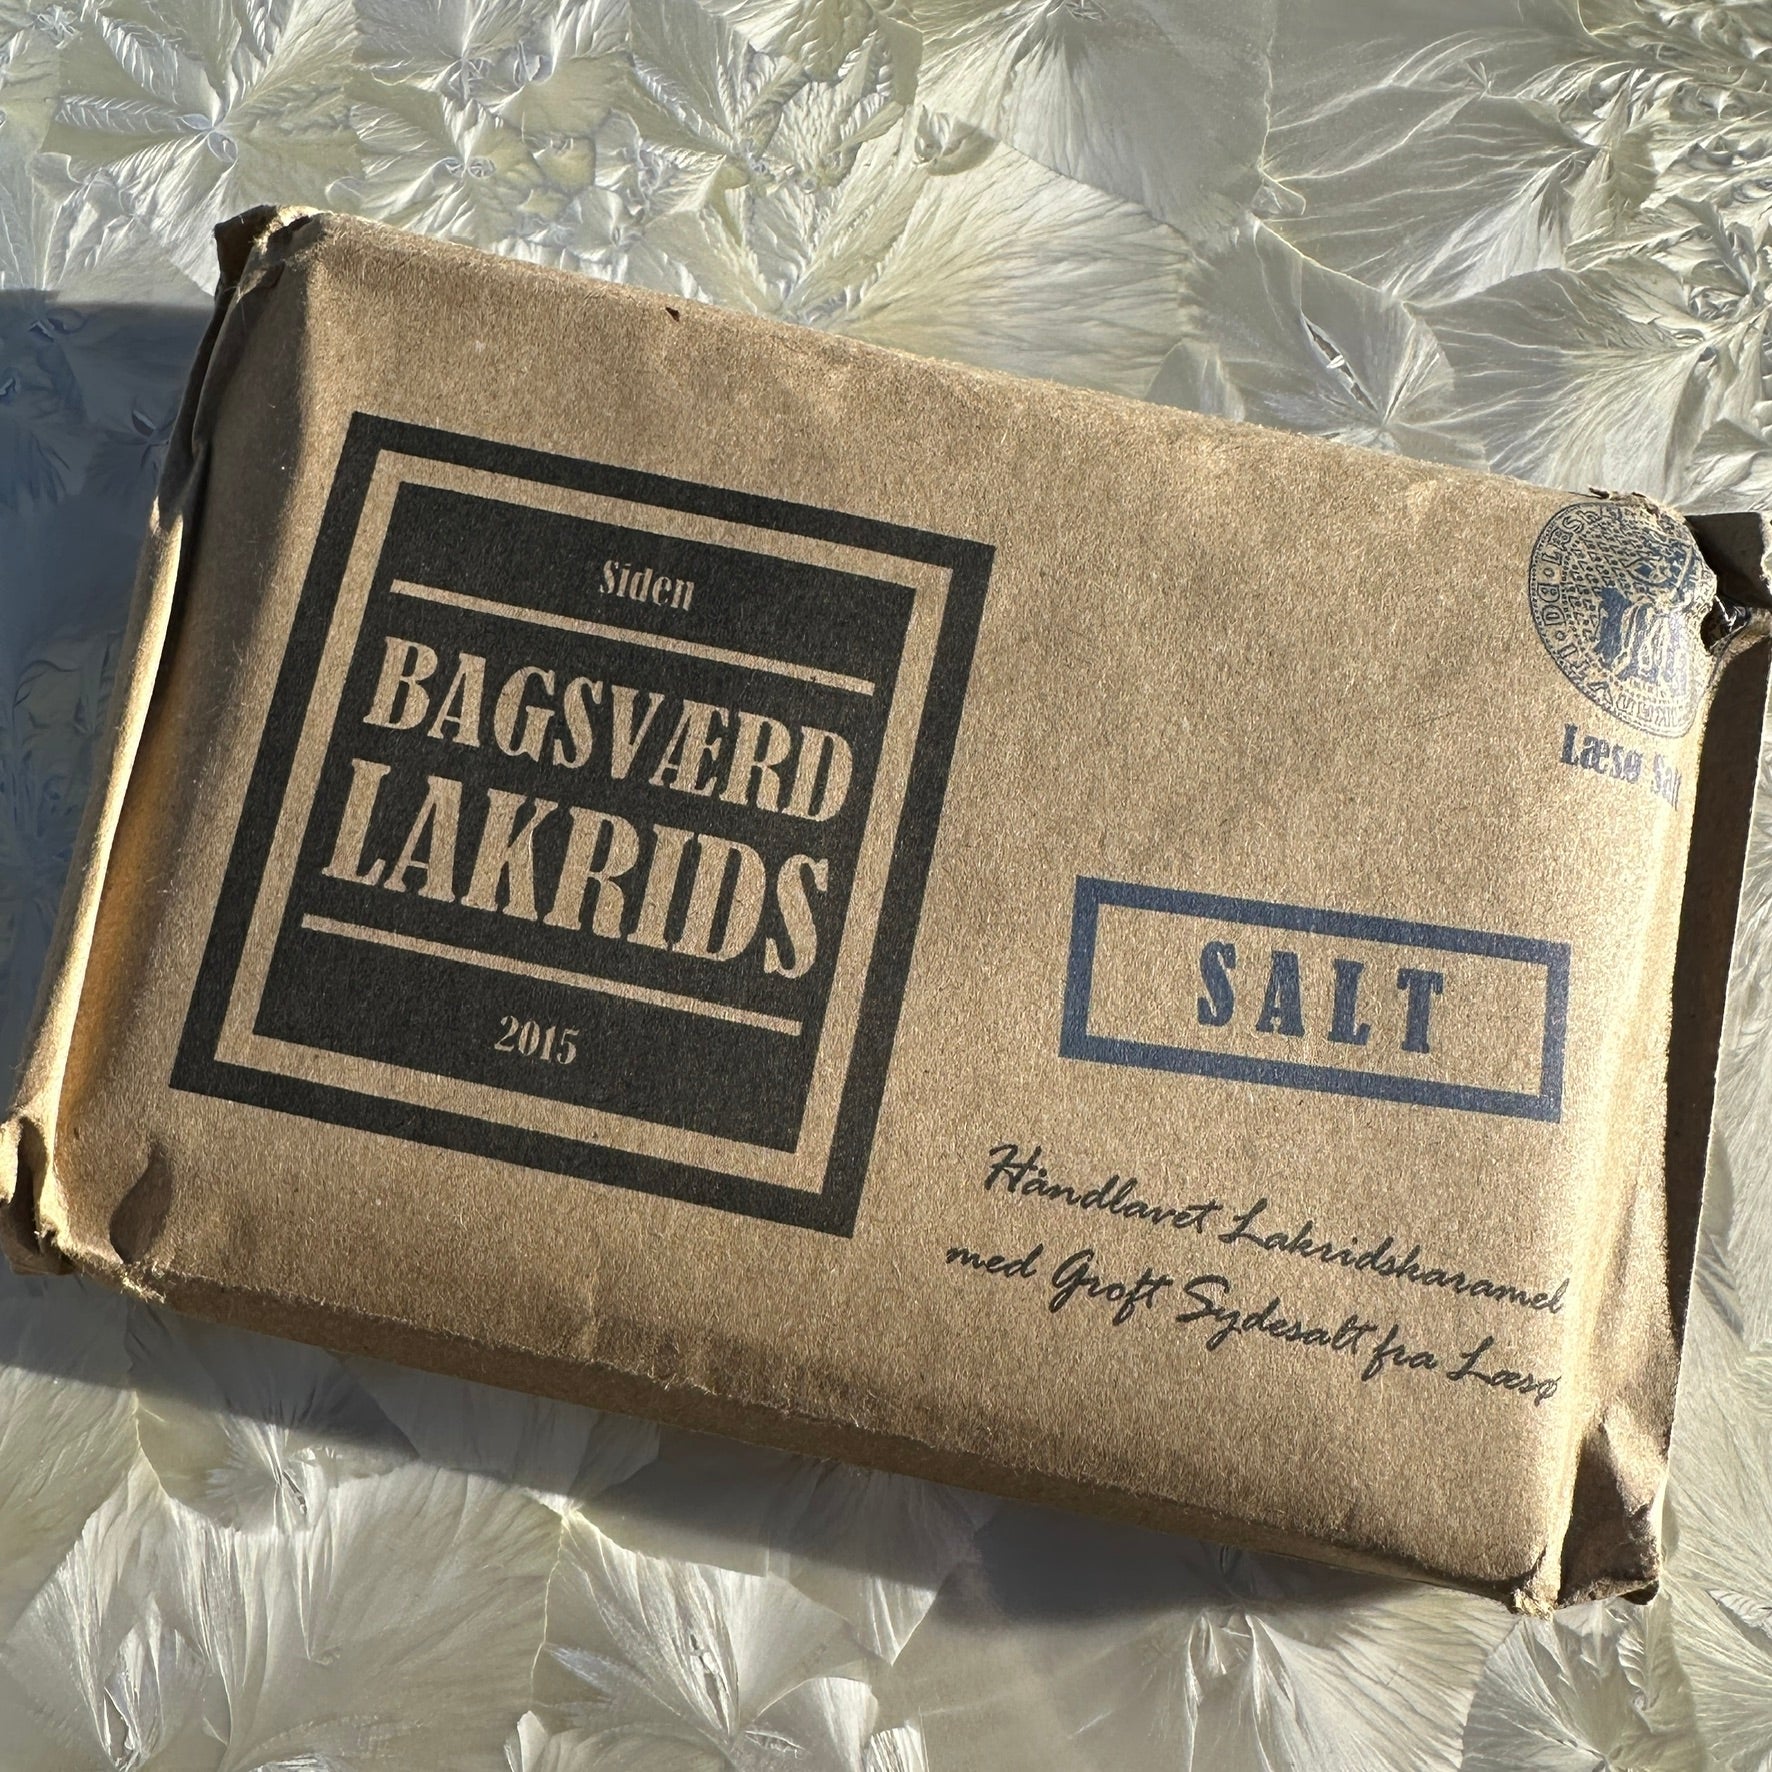 Siden
BAGSVÆRD
LAKRIDS
2015
Læsø Salt
SALT
Håndlavet Lakridskaramel
med Groft Sydesalt fra Læsø